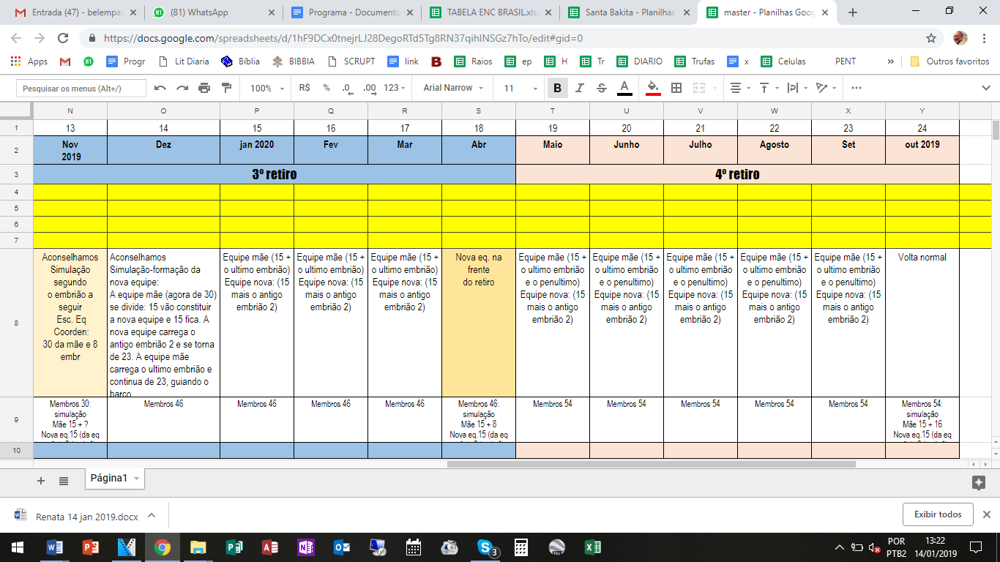 Entrada (47) - belempa
(81) WhatsApp
Programa - Documento
TABELA ENC BRASIL.xls
Santa Bakita - Planilhas
master - Planilhas Goog
https://docs.google.com/spreadsheets/d/1hF9DCx0tnejrLJ28DegoRTd5Tg8RN37qihINSGz7hTo/edit#gid=0
Apps
81
Progr
Lit Diaria
Bíblia
BIBBIA
SCRUPT
link
B
Raios
ep
H
Tr
DIARIO
Trufas
x
Celulas
PENT
»
Outros favoritos
Pesquisar os menus (Alt+/)
100%
R$
%
.0
.00
123
Arial Narrow
11
B
I
S
A
N O P Q R S T U V W X Y
1 13 14 15 16 17 18 19 20 21 22 23 24
2 Nov 2019 Dez jan 2020 Fev Mar Abr Maio Junho Julho Agosto Set out 2019
3 3º retiro 4º retiro
4
5
6
7
8
Aconselhamos
Simulação
segundo
o embrião a
seguir
Esc. Eq
Coorden:
30 da mãe e 8
embr
Aconselhamos
Simulação-formação da
nova equipe:
A equipe mãe (agora de 30)
se divide: 15 vão constituir
a nova equipe e 15 fica. A
nova equipe carrega o
antigo embrião 2 e se torna
de 23. A equipe mãe
carrega o ultimo embrião e
continua de 23, guiando o
barco
Equipe mãe (15 +
o ultimo embrião)
Equipe nova: (15
mais o antigo
embrião 2)
Equipe mãe (15 +
o ultimo embrião)
Equipe nova: (15
mais o antigo
embrião 2)
Equipe mãe (15 +
o ultimo embrião)
Equipe nova: (15
mais o antigo
embrião 2)
Nova eq. na
frente
do retiro
Equipe mãe (15 +
o ultimo embrião
e o penultimo)
Equipe nova: (15
mais o antigo
embrião 2)
Equipe mãe (15 +
o ultimo embrião
e o penultimo)
Equipe nova: (15
mais o antigo
embrião 2)
Equipe mãe (15 +
o ultimo embrião
e o penultimo)
Equipe nova: (15
mais o antigo
embrião 2)
Equipe mãe (15 +
o ultimo embrião
e o penultimo)
Equipe nova: (15
mais o antigo
embrião 2)
Equipe mãe (15 +
o ultimo embrião
e o penultimo)
Equipe nova: (15
mais o antigo
embrião 2)
Volta normal
9
Membros 30:
simulação
Mãe 15 + ?
Nova eq.15 (da eq
Membros 46
Membros 46
Membros 46
Membros 46
Membros 46:
simulação
Mãe 15 + 8
Nova eq.15 (da eq
Membros 54
Membros 54
Membros 54
Membros 54
Membros 54
Membros 54:
simulação
Mãe 15 + 16
Nova eq.15 (da eq
10
Página1
Renata 14 jan 2019.docx
Exibir todos
POR
PTB2
13:22
14/01/2019
3